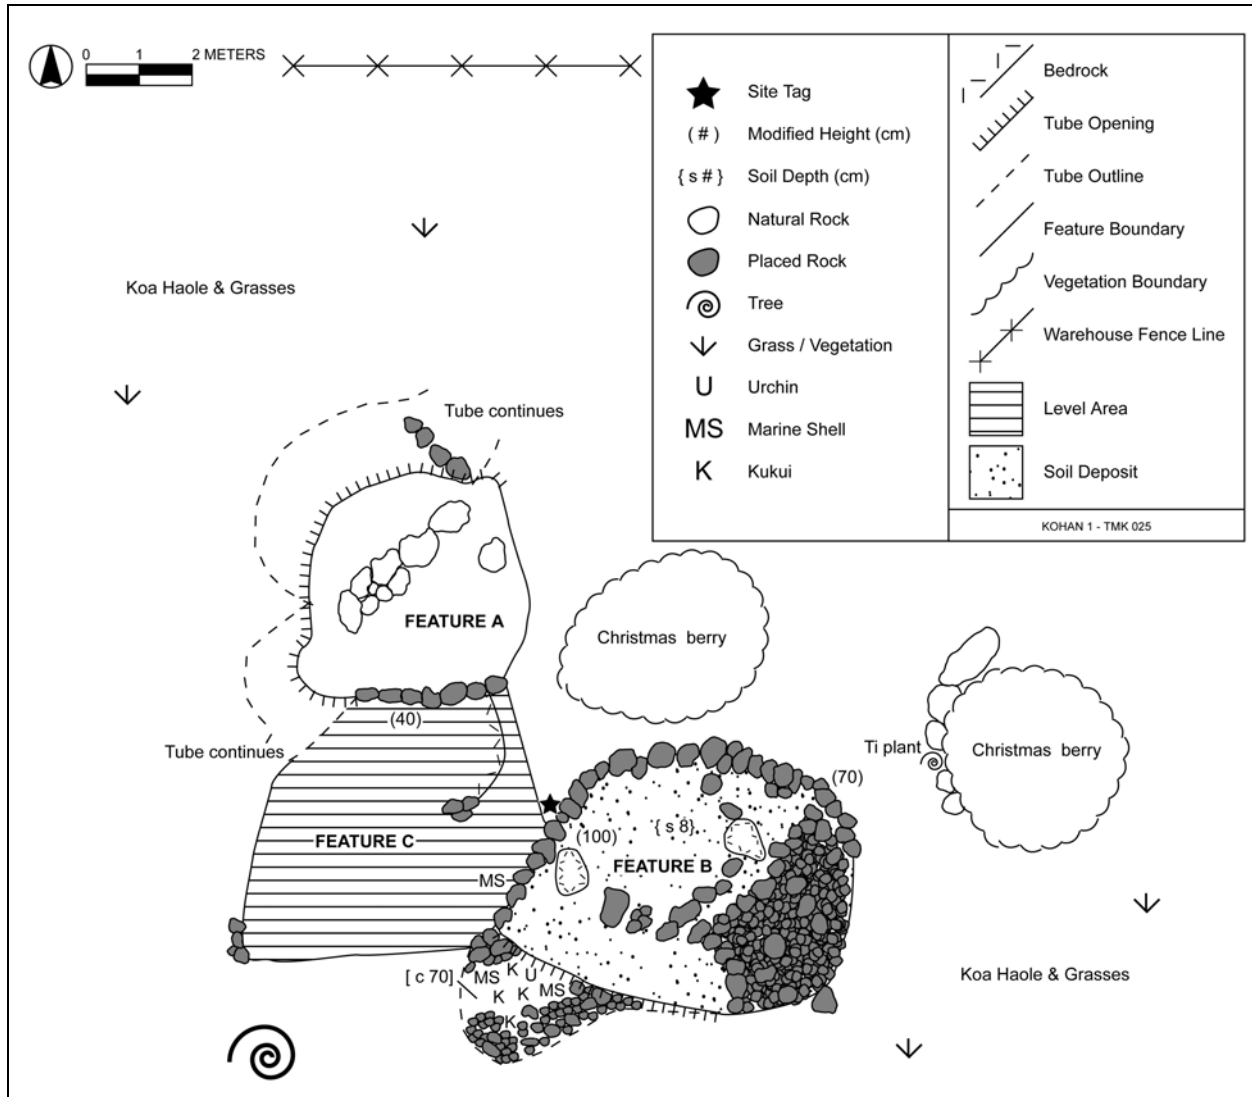 0 1 2 METERS
Site Tag
( # ) Modified Height (cm)
{ s # } Soil Depth (cm)
Natural Rock
Placed Rock
Tree
Grass / Vegetation
U Urchin
MS Marine Shell
K Kukui
Bedrock
Tube Opening
Tube Outline
Feature Boundary
Vegetation Boundary
Warehouse Fence Line
Level Area
Soil Deposit
KOHAN 1 - TMK 025
Koa Haole & Grasses
Tube continues
FEATURE A
Christmas berry
(40)
Tube continues
Ti plant
Christmas berry
(70)
{ s 8}
(100)
FEATURE C
FEATURE B
MS
[ c 70]
MS K U
K K MS
K
Koa Haole & Grasses